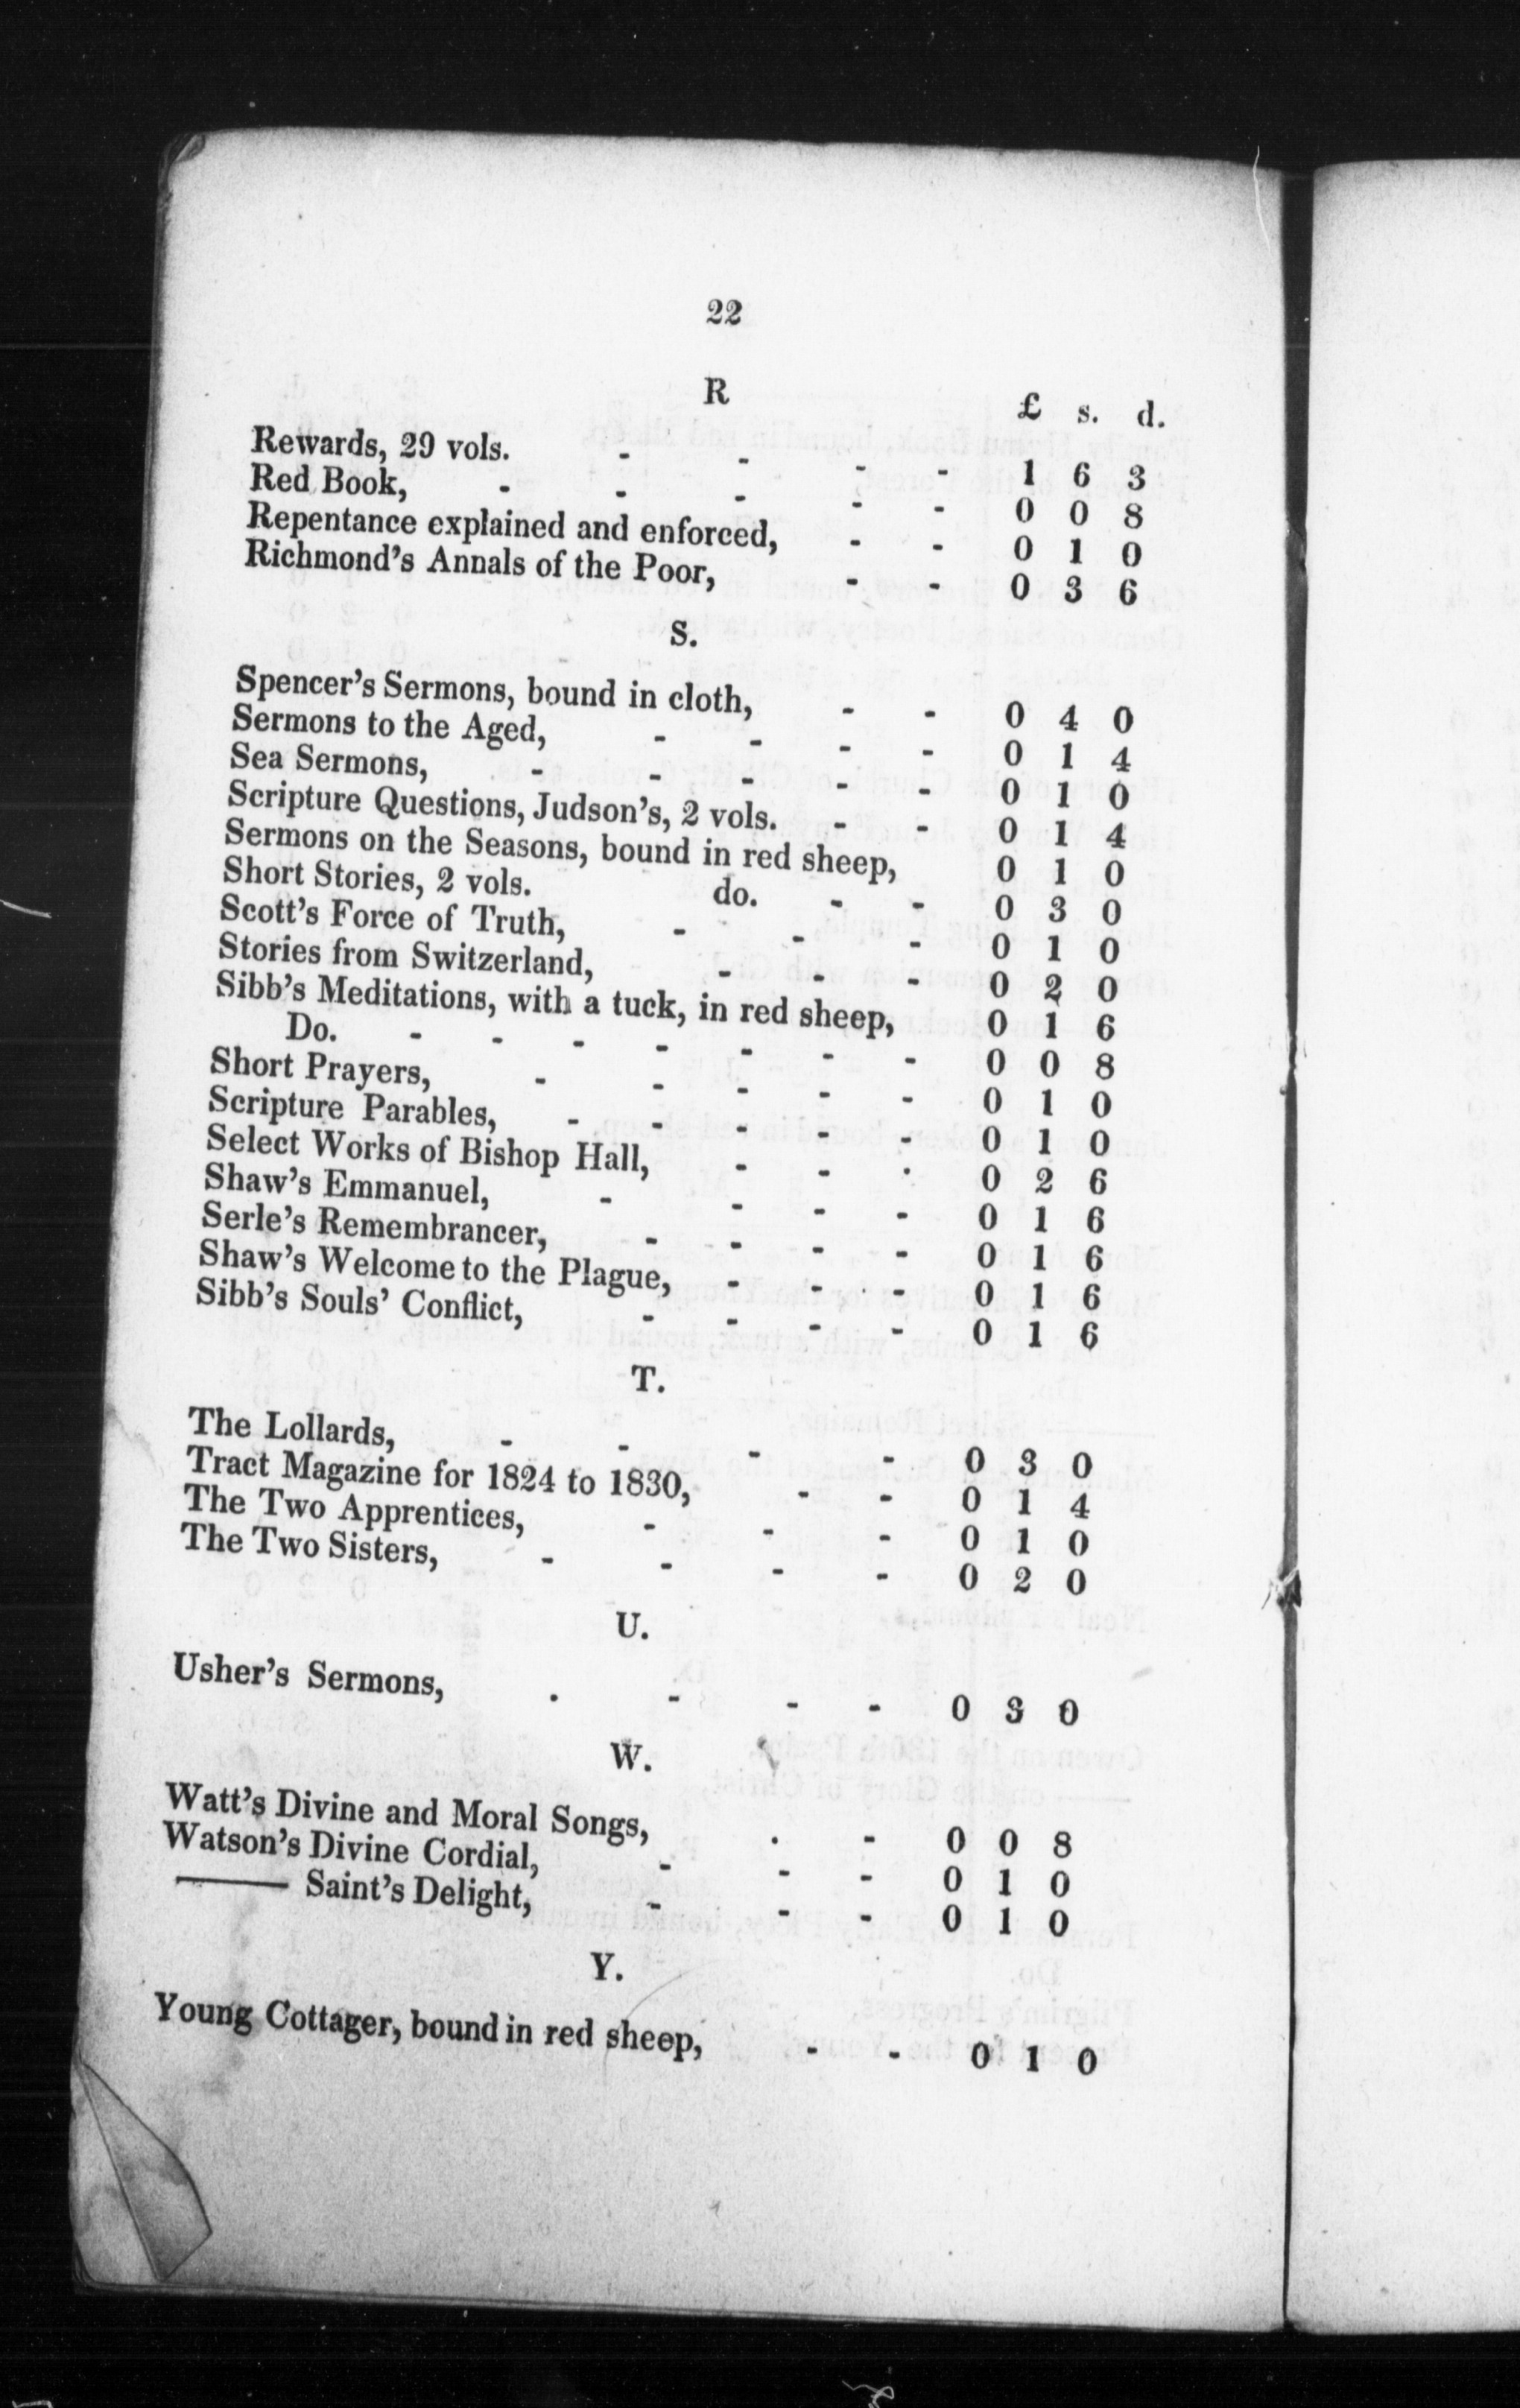 22
R
£ s. d.
Rewards, 29 vols. - - - - 1 6 3
Red Book, - - - - - 0 0 8
Repentance explained and enforced, - - 0 1 0
Richmond's Annals of the Poor, - - 0 3 6
S.
Spencer's Sermons, bound in cloth, - - 0 4 0
Sermons to the Aged, - - - - 0 1 4
Sea Sermons, - - - - - 0 1 0
Scripture Questions, Judson's, 2 vols. - - 0 1 4
Sermons on the Seasons, bound in red sheep, 0 1 0
Short Stories, 2 vols. do. - - 0 3 0
Scott's Force of Truth, - - - 0 1 0
Stories from Switzerland, - - - 0 2 0
Sibb's Meditations, with a tuck, in red sheep, 0 1 6
Do. - - - - - - - 0 0 8
Short Prayers, - - - - - 0 1 0
Scripture Parables, - - - - - 0 1 0
Select Works of Bishop Hall, - - - 0 2 6
Shaw's Emmanuel, - - - - 0 1 6
Serle's Remembrancer, - - - - 0 1 6
Shaw's Welcome to the Plague, - - - 0 1 6
Sibb's Souls' Conflict, - - - - 0 1 6
T.
The Lollards, - - - - 0 3 0
Tract Magazine for 1824 to 1830, - - 0 1 4
The Two Apprentices, - - - 0 1 0
The Two Sisters, - - - - 0 2 0
U.
Usher's Sermons, - - - - 0 3 0
W.
Watt's Divine and Moral Songs, - - 0 0 8
Watson's Divine Cordial, - - - 0 1 0
——— Saint's Delight, - - - 0 1 0
Y.
Young Cottager, bound in red sheep, - - 0 1 0